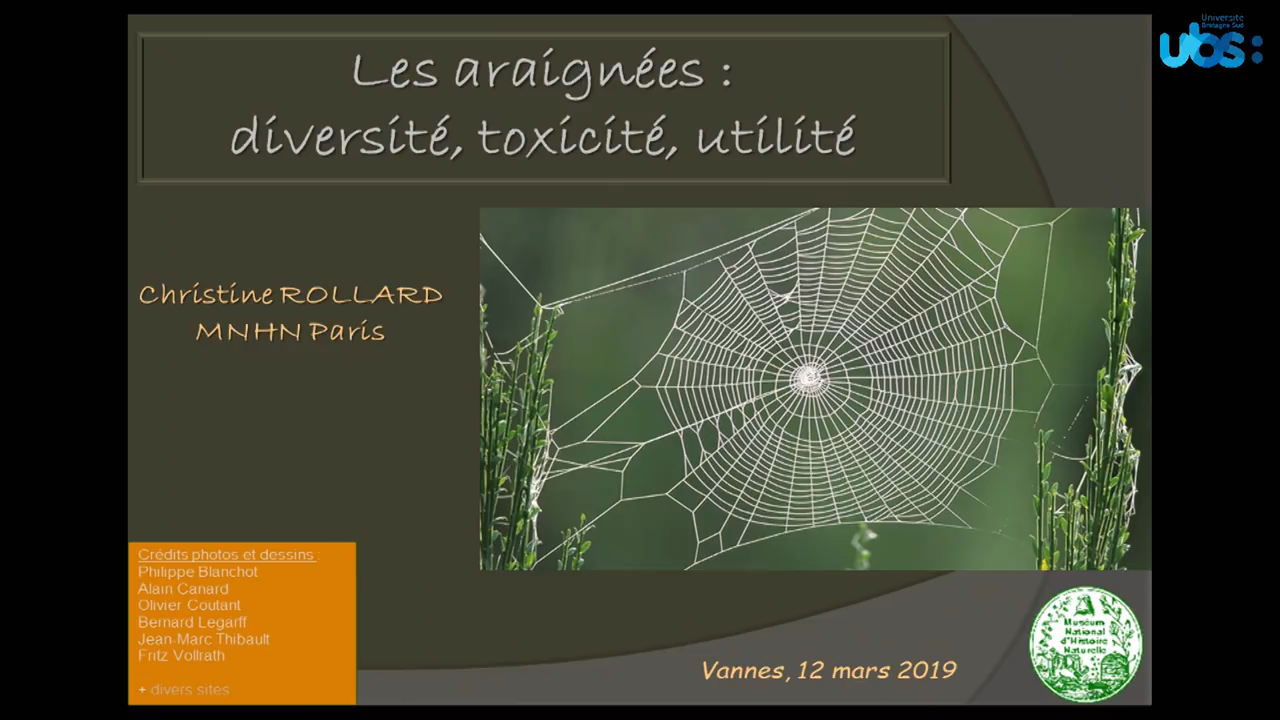 Université
Bretagne Sud
ubs:
Les araignées :
diversité, toxicité, utilité
Christine ROLLARD
MNHN Paris
Crédits photos et dessins :
Philippe Blanchot
Alain Canard
Olivier Coutant
Bernard Legarff
Jean-Marc Thibault
Fritz Vollrath
+ divers sites
Vannes, 12 mars 2019
Muséum
National
d'Histoire
Naturelle